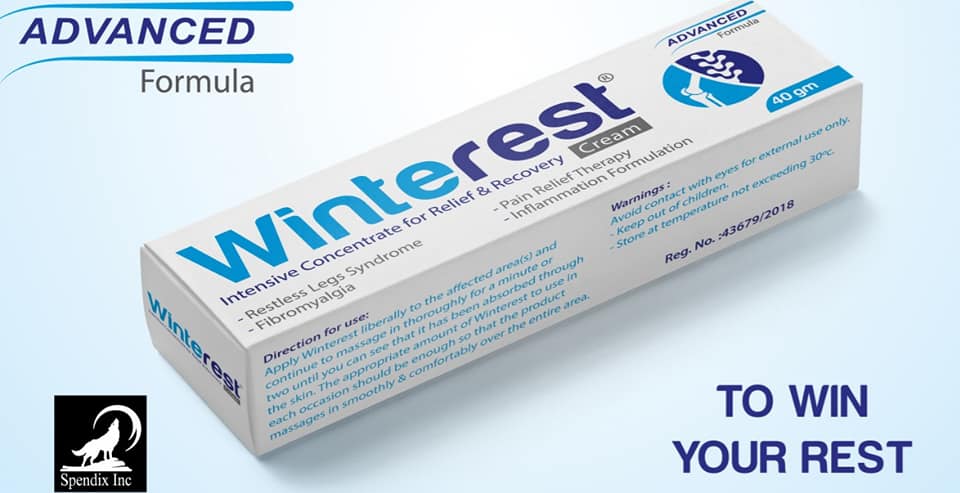 ADVANCED
Formula
ADVANCED
Formula
40 gm
Winterest®
Cream
Intensive Concentrate for Relief & Recovery
- Restless Legs Syndrome
- Fibromyalgia
- Pain Relief Therapy
- Inflammation Formulation
Direction for use:
Apply Winterest liberally to the affected area(s) and
continue to massage in thoroughly for a minute or
two until you can see that it has been absorbed through
the skin. The appropriate amount of Winterest to use in
each occasion should be enough so that the product
massages in smoothly & comfortably over the entire area.
Warnings :
Avoid contact with eyes for external use only.
- Keep out of children.
- Store at temperature not exceeding 30ºc.
Reg. No. :43679/2018
Winterest
TO WIN
YOUR REST
Spendix Inc